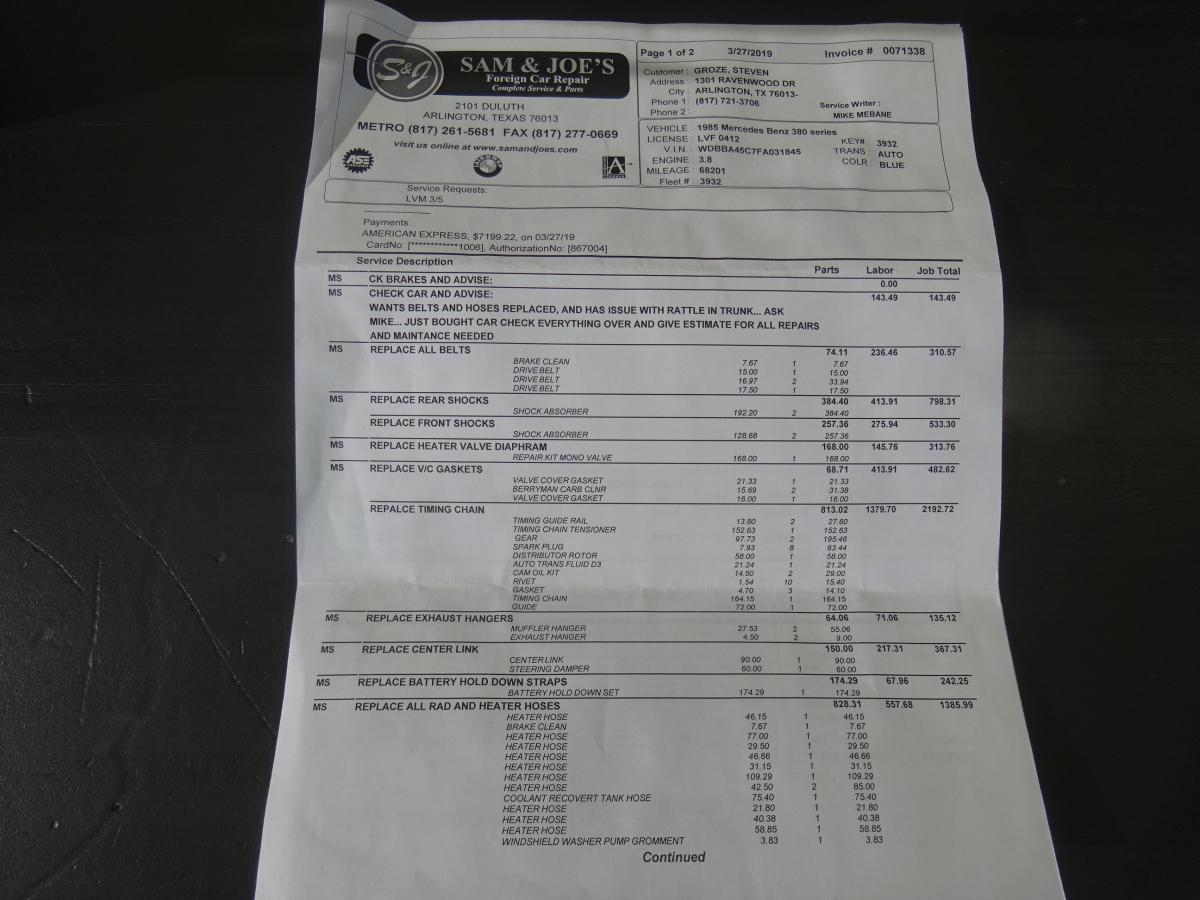 S&J
SAM & JOE'S
Foreign Car Repair
Complete Service & Parts
2101 DULUTH
ARLINGTON, TEXAS 76013
METRO (817) 261-5681 FAX (817) 277-0669
visit us online at www.samandjoes.com
ASE
Page 1 of 2 3/27/2019 Invoice # 0071338
Customer : GROZE, STEVEN
Address : 1301 RAVENWOOD DR
City : ARLINGTON, TX 76013-
Phone 1: (817) 721-3706
Phone 2:
Service Writer :
MIKE MEBANE
VEHICLE : 1985 Mercedes Benz 380 series
LICENSE : LVF 0412 KEY# : 3932
V.I.N. : WDBBA45C7FA031845 TRANS : AUTO
ENGINE : 3.8 COLR : BLUE
MILEAGE : 68201
Fleet # : 3932
Service Requests:
LVM 3/5
Payments:
AMERICAN EXPRESS, $7199.22, on 03/27/19
CardNo: [************1006], AuthorizationNo: [867004]
Service Description Parts Labor Job Total
MS CK BRAKES AND ADVISE: 0.00
MS CHECK CAR AND ADVISE: 143.49 143.49
WANTS BELTS AND HOSES REPLACED, AND HAS ISSUE WITH RATTLE IN TRUNK... ASK
MIKE... JUST BOUGHT CAR CHECK EVERYTHING OVER AND GIVE ESTIMATE FOR ALL REPAIRS
AND MAINTANCE NEEDED
MS REPLACE ALL BELTS 74.11 236.46 310.57
BRAKE CLEAN 7.67 1 7.67
DRIVE BELT 15.00 1 15.00
DRIVE BELT 16.97 2 33.94
DRIVE BELT 17.50 1 17.50
MS REPLACE REAR SHOCKS 384.40 413.91 798.31
SHOCK ABSORBER 192.20 2 384.40
REPLACE FRONT SHOCKS 257.36 275.94 533.30
SHOCK ABSORBER 128.68 2 257.36
MS REPLACE HEATER VALVE DIAPHRAM 168.00 145.76 313.76
REPAIR KIT MONO VALVE 168.00 1 168.00
MS REPLACE V/C GASKETS 68.71 413.91 482.62
VALVE COVER GASKET 21.33 1 21.33
BERRYMAN CARB CLNR 15.69 2 31.38
VALVE COVER GASKET 16.00 1 16.00
REPALCE TIMING CHAIN 813.02 1379.70 2192.72
TIMING GUIDE RAIL 13.80 2 27.60
TIMING CHAIN TENSIONER 152.63 1 152.63
GEAR 97.73 2 195.46
SPARK PLUG 7.93 8 63.44
DISTRIBUTOR ROTOR 58.00 1 58.00
AUTO TRANS FLUID D3 21.24 1 21.24
CAM OIL KIT 14.50 2 29.00
RIVET 1.54 10 15.40
GASKET 4.70 3 14.10
TIMING CHAIN 164.15 1 164.15
GUIDE 72.00 1 72.00
MS REPLACE EXHAUST HANGERS 64.06 71.06 135.12
MUFFLER HANGER 27.53 2 55.06
EXHAUST HANGER 4.50 2 9.00
MS REPLACE CENTER LINK 150.00 217.31 367.31
CENTER LINK 90.00 1 90.00
STEERING DAMPER 60.00 1 60.00
MS REPLACE BATTERY HOLD DOWN STRAPS 174.29 67.96 242.25
BATTERY HOLD DOWN SET 174.29 1 174.29
MS REPLACE ALL RAD AND HEATER HOSES 828.31 557.68 1385.99
HEATER HOSE 46.15 1 46.15
BRAKE CLEAN 7.67 1 7.67
HEATER HOSE 77.00 1 77.00
HEATER HOSE 29.50 1 29.50
HEATER HOSE 46.66 1 46.66
HEATER HOSE 31.15 1 31.15
HEATER HOSE 109.29 1 109.29
HEATER HOSE 42.50 2 85.00
COOLANT RECOVERT TANK HOSE 75.40 1 75.40
HEATER HOSE 21.80 1 21.80
HEATER HOSE 40.38 1 40.38
HEATER HOSE 58.85 1 58.85
WINDSHIELD WASHER PUMP GROMMENT 3.83 1 3.83
Continued